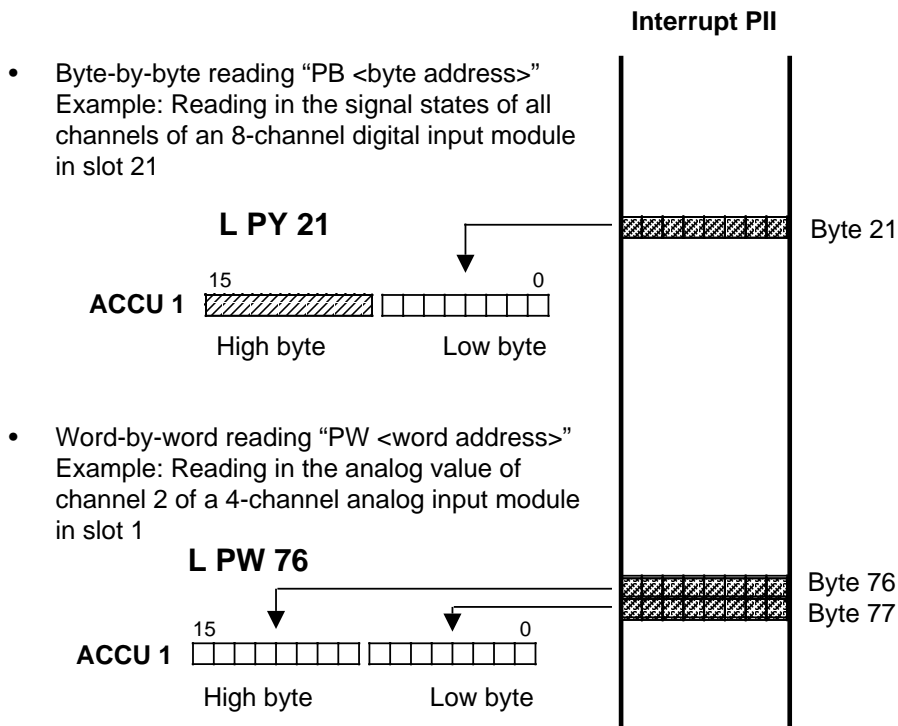 Interrupt PII
• Byte-by-byte reading “PB <byte address>”
Example: Reading in the signal states of all
channels of an 8-channel digital input module
in slot 21
L PY 21
Byte 21
15 0
ACCU 1
High byte Low byte
• Word-by-word reading “PW <word address>”
Example: Reading in the analog value of
channel 2 of a 4-channel analog input module
in slot 1
L PW 76
Byte 76
Byte 77
15 0
ACCU 1
High byte Low byte